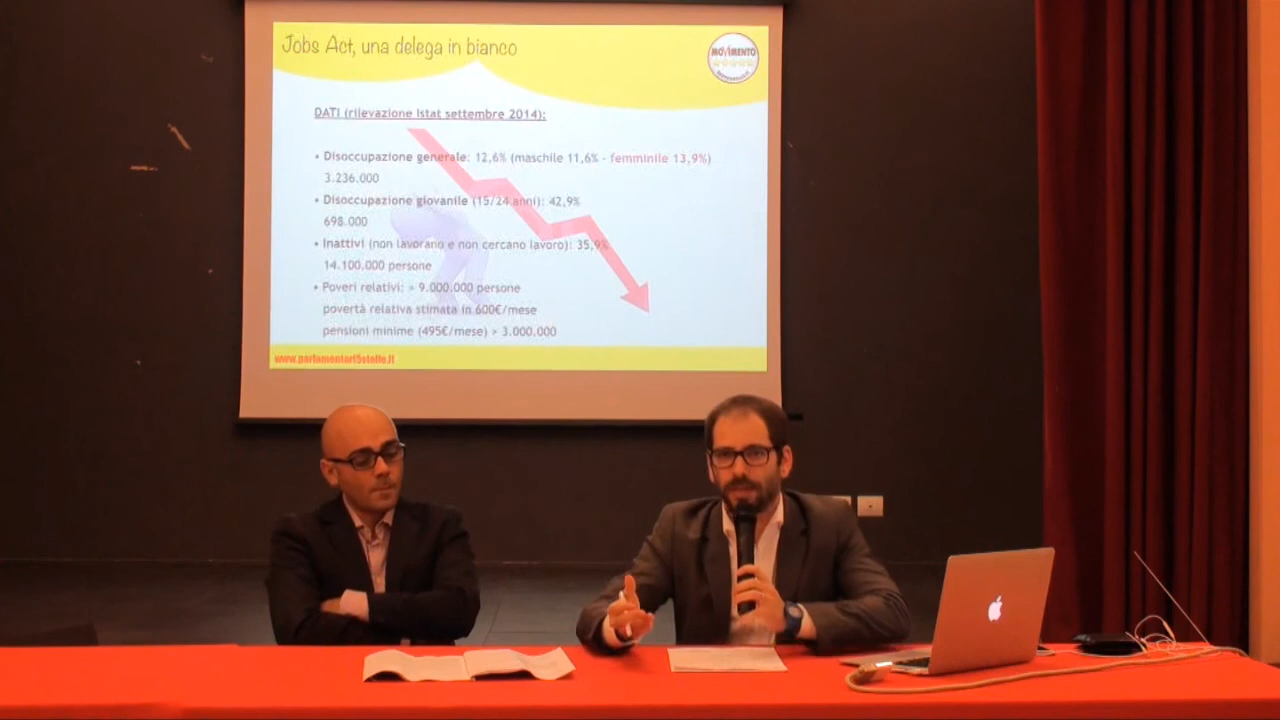 Jobs Act, una delega in bianco
MOVIMENTO
DATI (rilevazione Istat settembre 2014):
• Disoccupazione generale: 12,6% (maschile 11,6% - femminile 13,9%)
3.236.000
• Disoccupazione giovanile (15/24 anni): 42,9%
698.000
• Inattivi (non lavorano e non cercano lavoro): 35,9%
14.100.000 persone
• Poveri relativi: > 9.000.000 persone
povertà relativa stimata in 600€/mese
pensioni minime (495€/mese) > 3.000.000
www.parlamentari5stelle.it